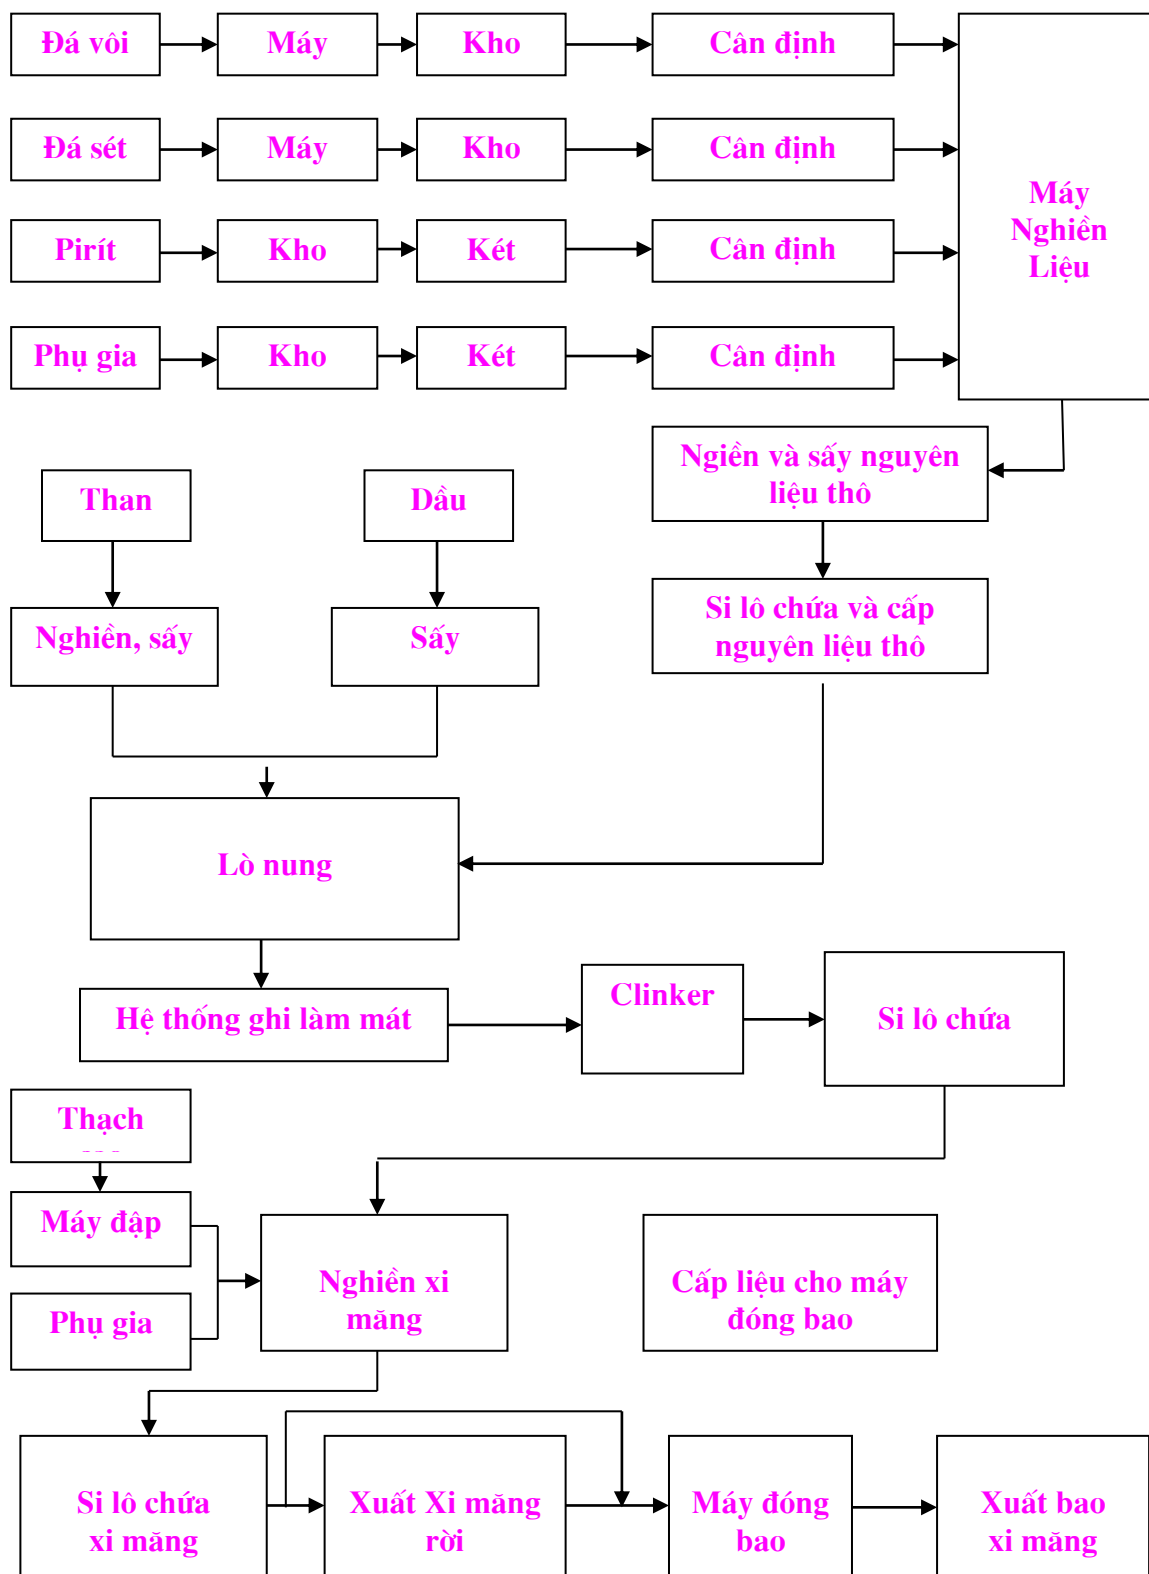 Đá vôi
Máy
Kho
Cân định
Đá sét
Máy
Kho
Cân định
Máy
Nghiền
Liệu
Pirít
Kho
Két
Cân định
Phụ gia
Kho
Két
Cân định
Ngiền và sấy nguyên
liệu thô
Than
Dầu
Si lô chứa và cấp
nguyên liệu thô
Nghiền, sấy
Sấy
Lò nung
Hệ thống ghi làm mát
Clinker
Si lô chứa
Thạch
Máy đập
Phụ gia
Nghiền xi
măng
Cấp liệu cho máy
đóng bao
Si lô chứa
xi măng
Xuất Xi măng
rời
Máy đóng
bao
Xuất bao
xi măng